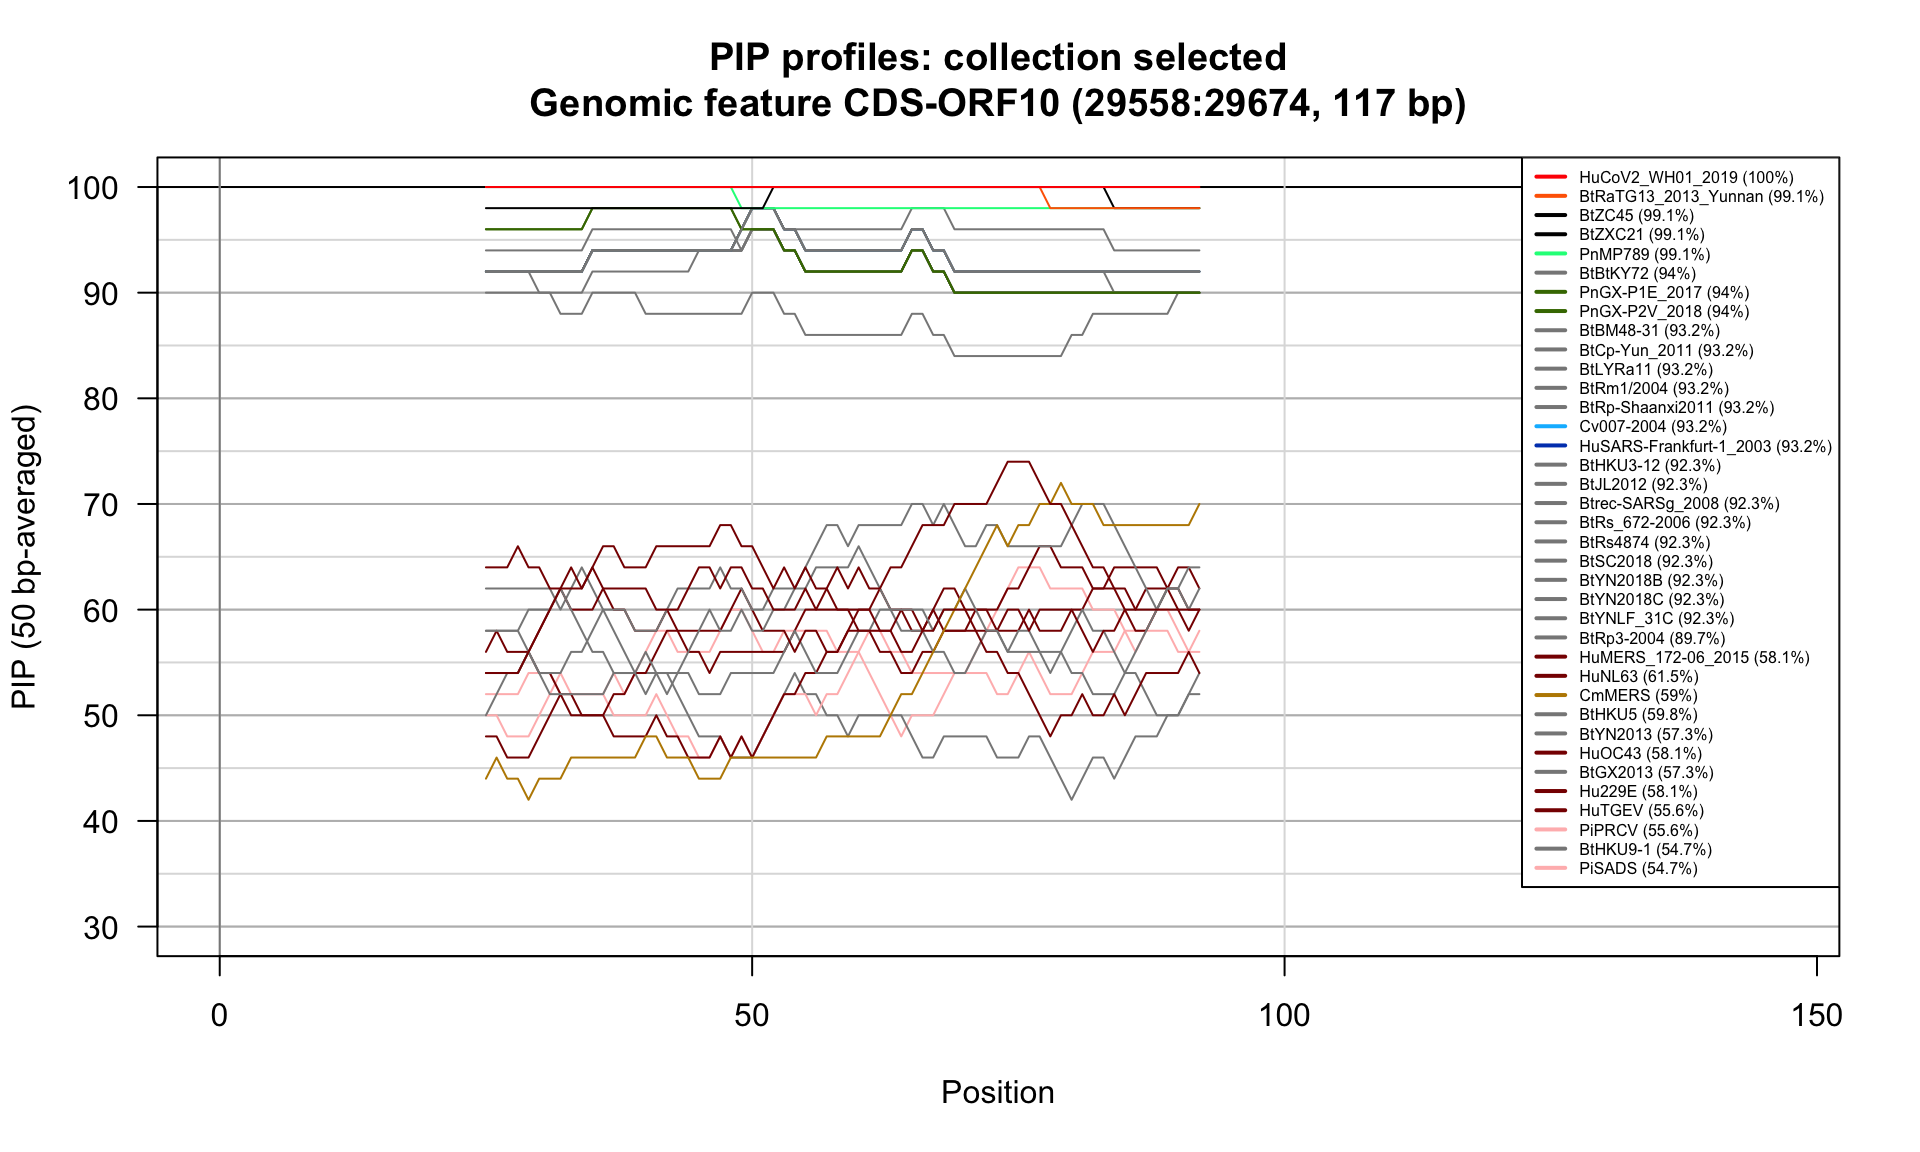 PIP profiles: collection selected
Genomic feature CDS-ORF10 (29558:29674, 117 bp)
PIP (50 bp-averaged)
100
90
80
70
60
50
40
30
0
50
100
150
Position
HuCoV2_WH01_2019 (100%)
BtRaTG13_2013_Yunnan (99.1%)
BtZC45 (99.1%)
BtZXC21 (99.1%)
PnMP789 (99.1%)
BtBtKY72 (94%)
PnGX-P1E_2017 (94%)
PnGX-P2V_2018 (94%)
BtBM48-31 (93.2%)
BtCp-Yun_2011 (93.2%)
BtLYRa11 (93.2%)
BtRm1/2004 (93.2%)
BtRp-Shaanxi2011 (93.2%)
Cv007-2004 (93.2%)
HuSARS-Frankfurt-1_2003 (93.2%)
BtHKU3-12 (92.3%)
BtJL2012 (92.3%)
Btrec-SARSg_2008 (92.3%)
BtRs_672-2006 (92.3%)
BtRs4874 (92.3%)
BtSC2018 (92.3%)
BtYN2018B (92.3%)
BtYN2018C (92.3%)
BtYNLF_31C (92.3%)
BtRp3-2004 (89.7%)
HuMERS_172-06_2015 (58.1%)
HuNL63 (61.5%)
CmMERS (59%)
BtHKU5 (59.8%)
BtYN2013 (57.3%)
HuOC43 (58.1%)
BtGX2013 (57.3%)
Hu229E (58.1%)
HuTGEV (55.6%)
PiPRCV (55.6%)
BtHKU9-1 (54.7%)
PiSADS (54.7%)